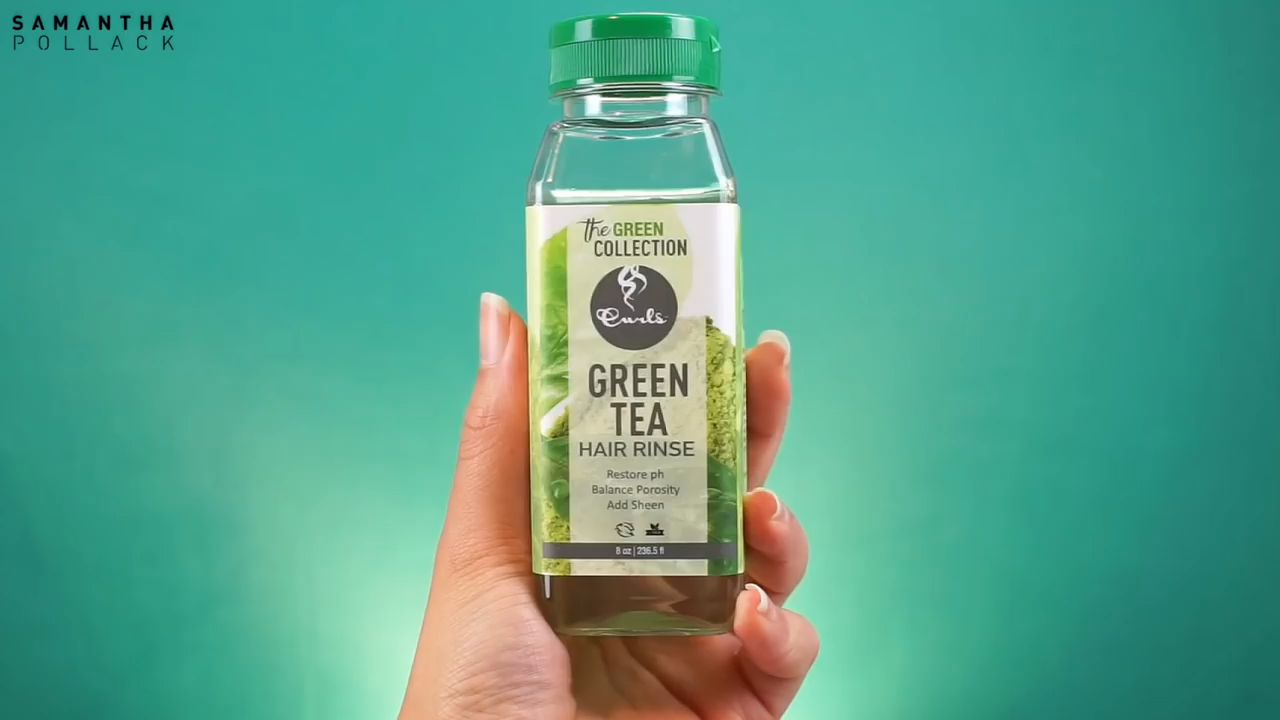 SAMANTHA
POLLACK
the GREEN
COLLECTION
Curls
GREEN
TEA
HAIR RINSE
Restore ph
Balance Porosity
Add Sheen
8 oz | 236.5 fl